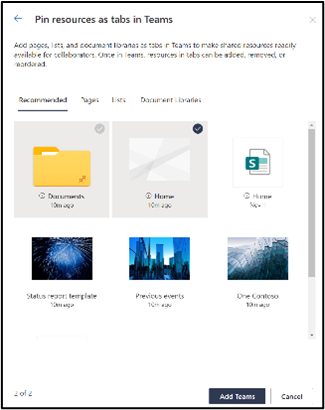 Pin resources as tabs in Teams
Add pages, lists, and document libraries as tabs in Teams to make shared resources readily
available for collaborators. Once in Teams, resources in tabs can be added, removed, or
reordered.
Recommended Pages Lists Document Libraries
Documents
10m ago
Home
10m ago
S
Home
Status report template
10m ago
Previous events
10m ago
One Contoso
10m ago
2 of 2
Add Teams
Cancel